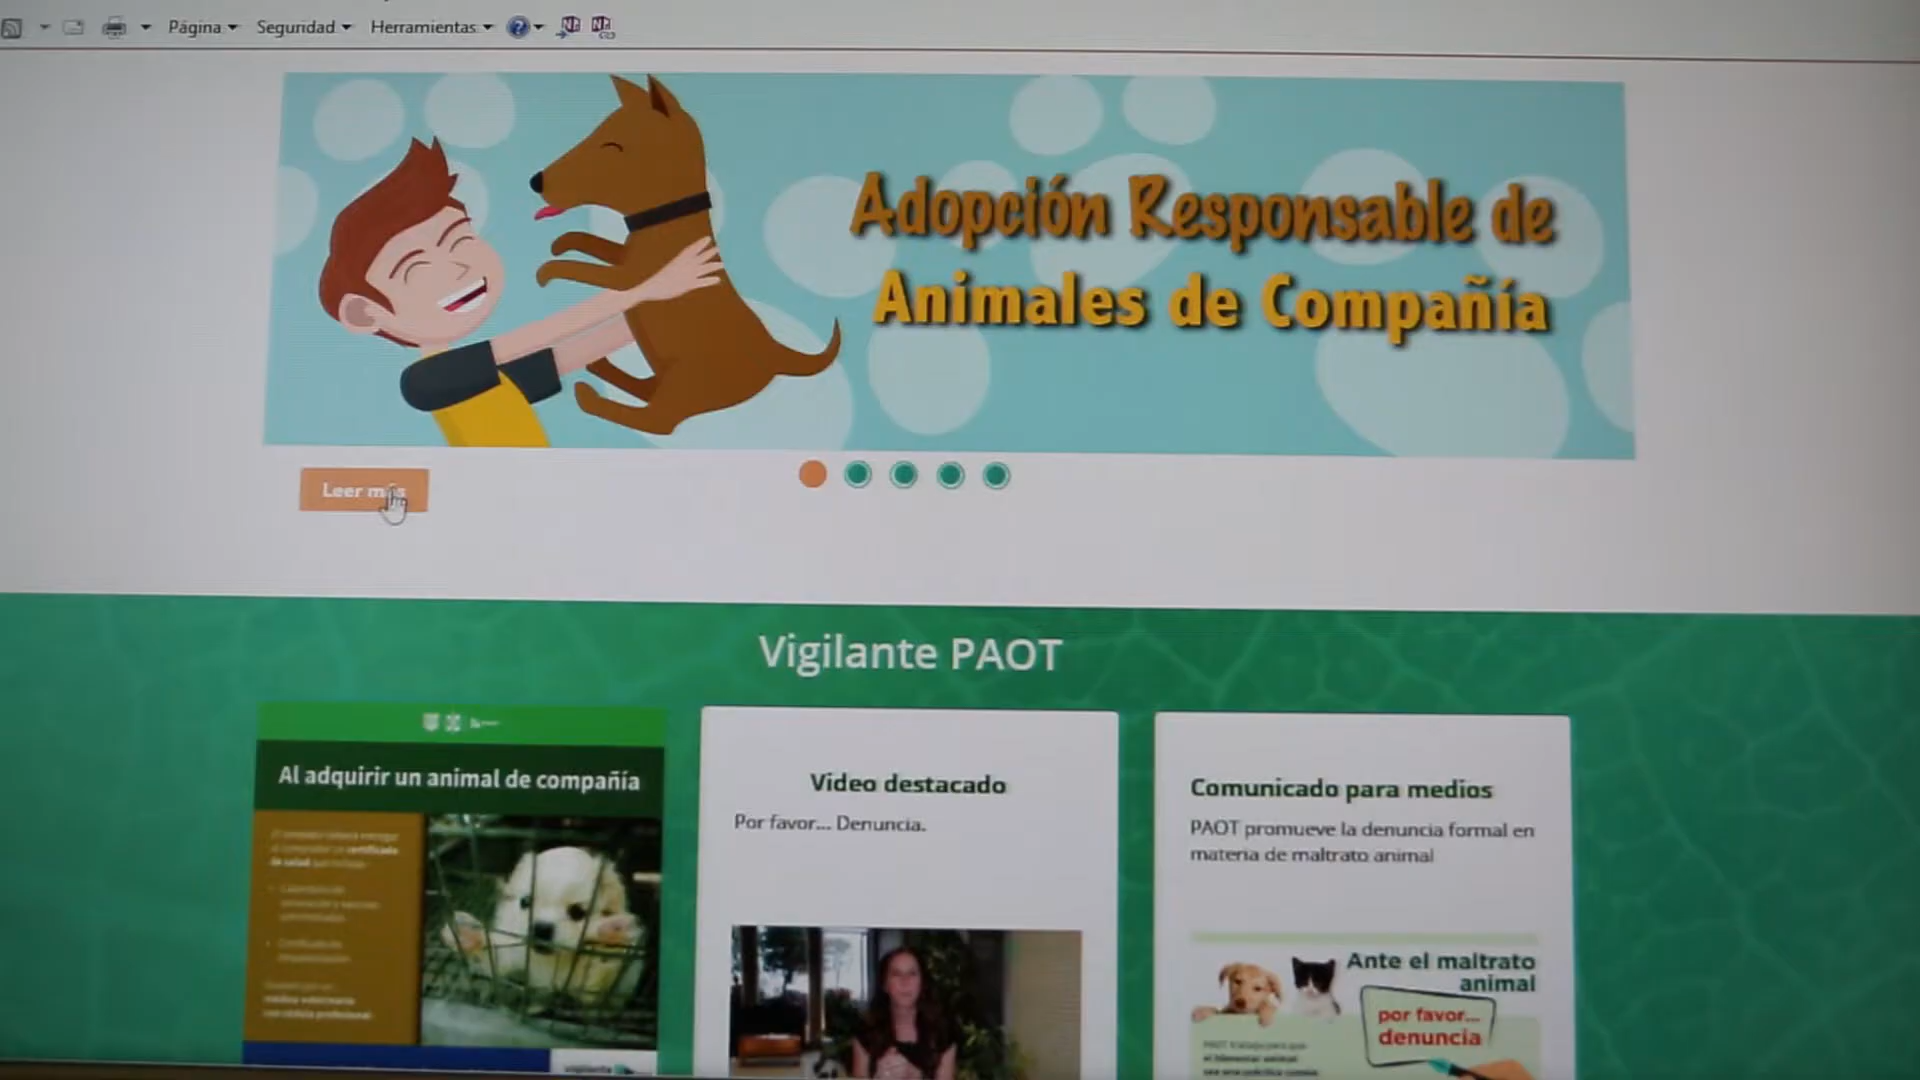 Página
Seguridad
Herramientas
Adopción Responsable de
Animales de Compañía
Leer más
Vigilante PAOT
Al adquirir un animal de compañía
Video destacado
Por favor... Denuncia.
Comunicado para medios
PAOT promueve la denuncia formal en
materia de maltrato animal
Ante el maltrato
animal
por favor...
denuncia